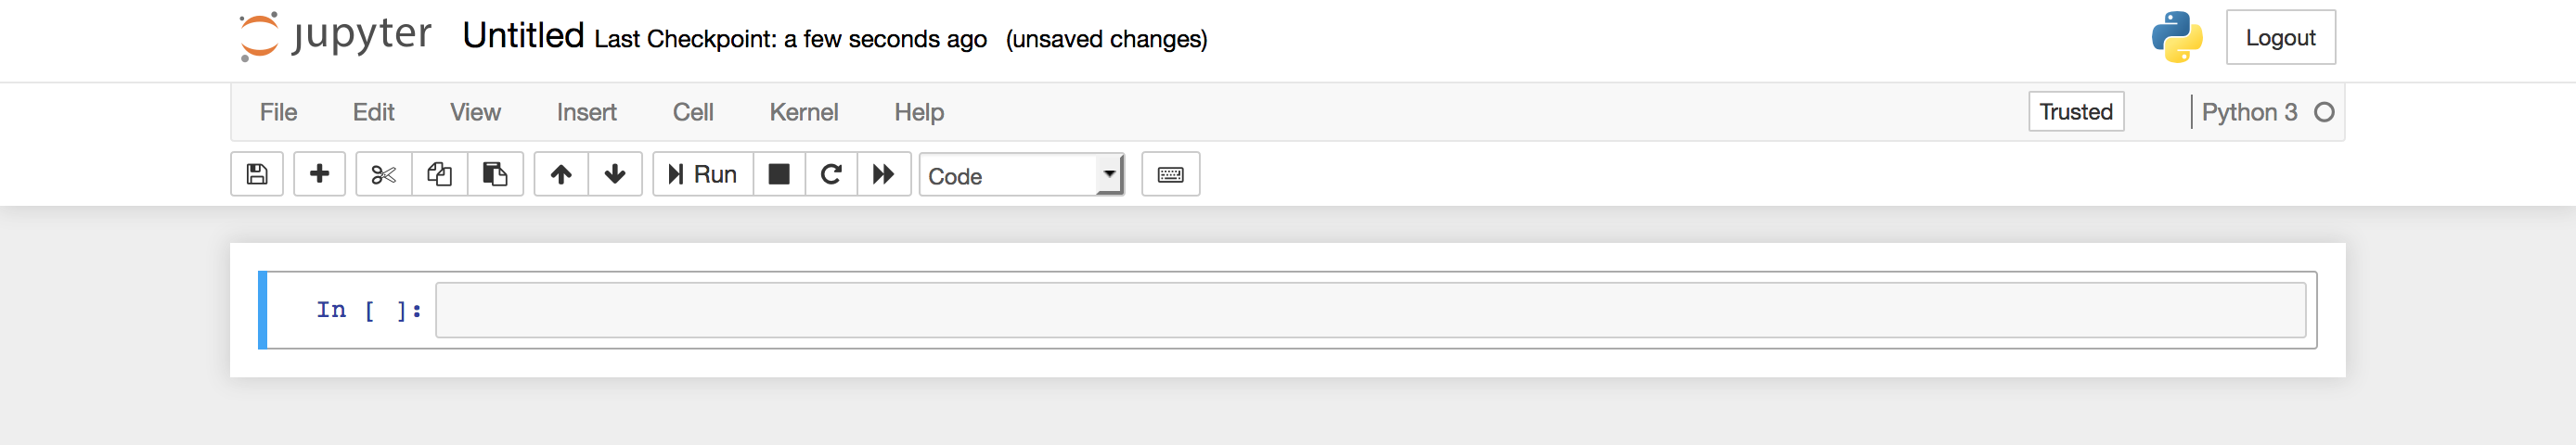 jupyter Untitled Last Checkpoint: a few seconds ago (unsaved changes) Logout
File Edit View Insert Cell Kernel Help Trusted Python 3
Run Code
In [ ]: